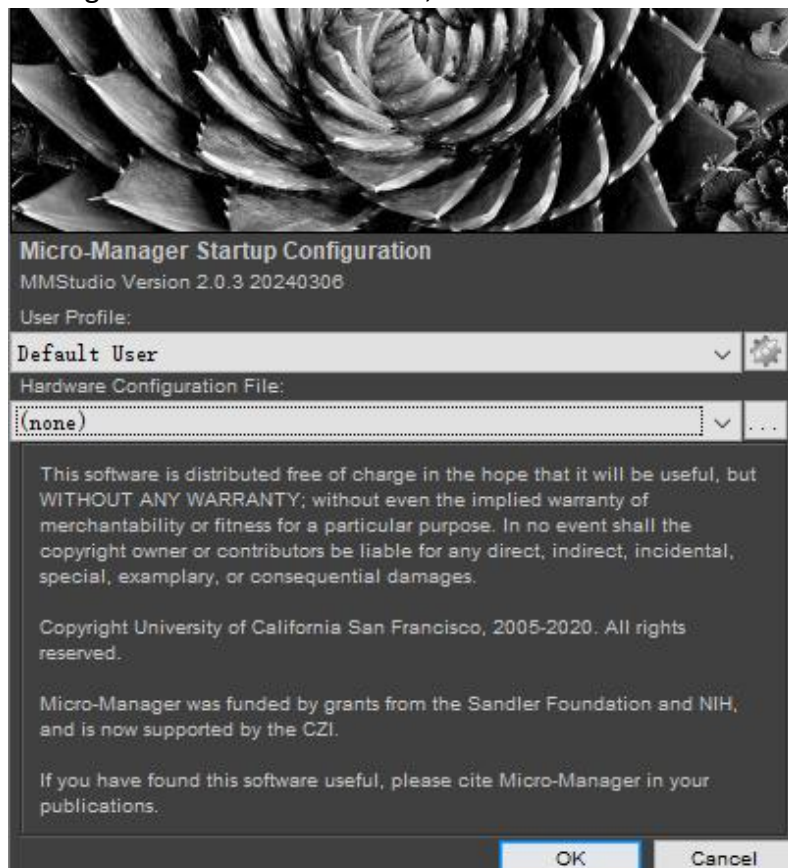 Micro-Manager Startup Configuration
MMStudio Version 2.0.3 20240306
User Profile:
Default User
Hardware Configuration File:
(none)
...
This software is distributed free of charge in the hope that it will be useful, but
WITHOUT ANY WARRANTY; without even the implied warranty of
merchantability or fitness for a particular purpose. In no event shall the
copyright owner or contributors be liable for any direct, indirect, incidental,
special, examplary, or consequential damages.
Copyright University of California San Francisco, 2005-2020. All rights
reserved.
Micro-Manager was funded by grants from the Sandler Foundation and NIH,
and is now supported by the CZI.
If you have found this software useful, please cite Micro-Manager in your
publications.
OK Cancel